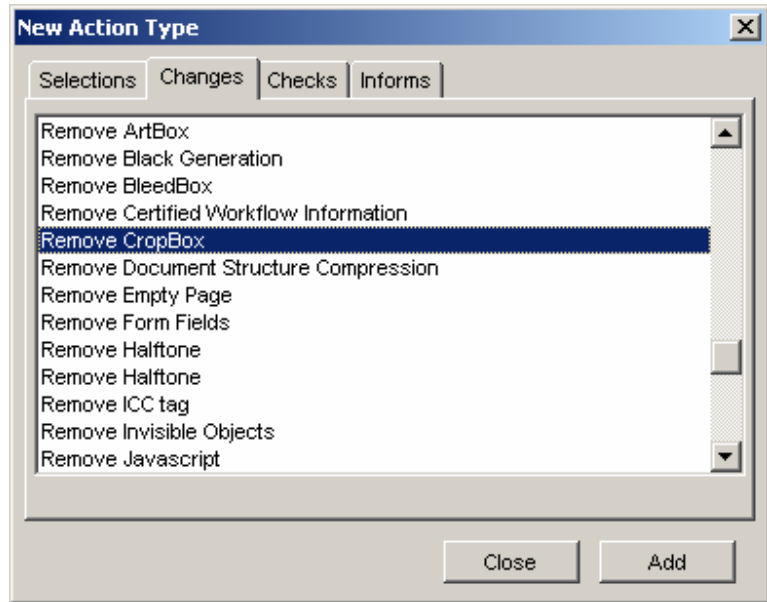 New Action Type
Selections Changes Checks Informs
Remove ArtBox
Remove Black Generation
Remove BleedBox
Remove Certified Workflow Information
Remove CropBox
Remove Document Structure Compression
Remove Empty Page
Remove Form Fields
Remove Halftone
Remove Halftone
Remove ICC tag
Remove Invisible Objects
Remove Javascript
Close Add